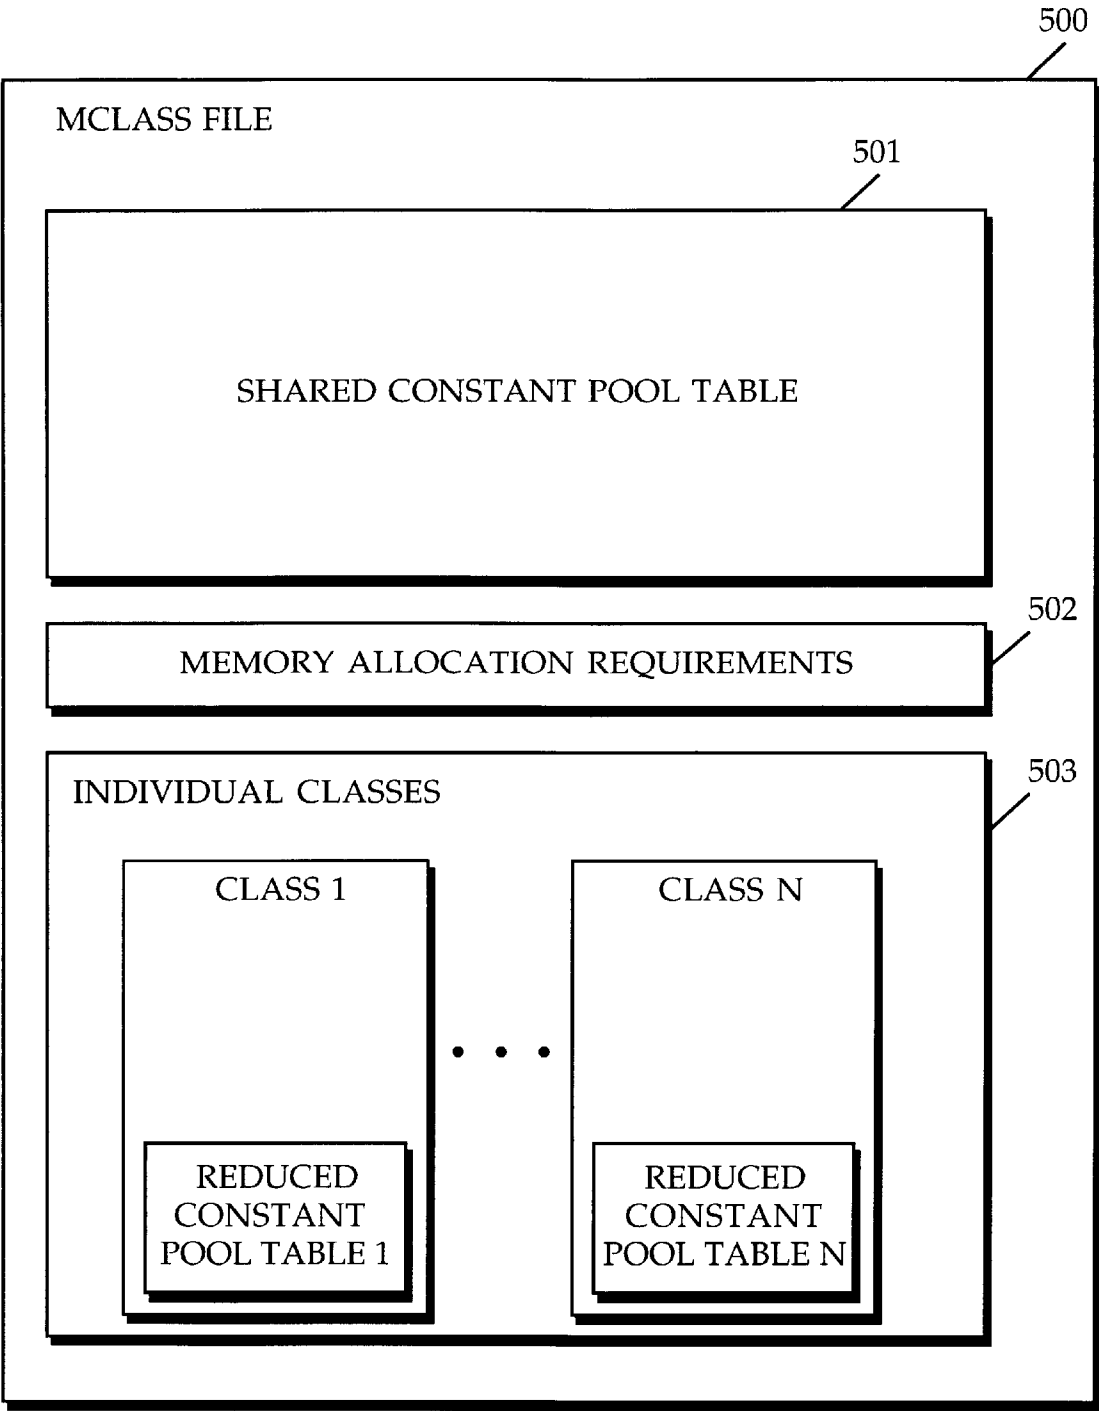 500
MCLASS FILE
501
SHARED CONSTANT POOL TABLE
502
MEMORY ALLOCATION REQUIREMENTS
503
INDIVIDUAL CLASSES
CLASS 1
REDUCED
CONSTANT
POOL TABLE 1
CLASS N
REDUCED
CONSTANT
POOL TABLE N